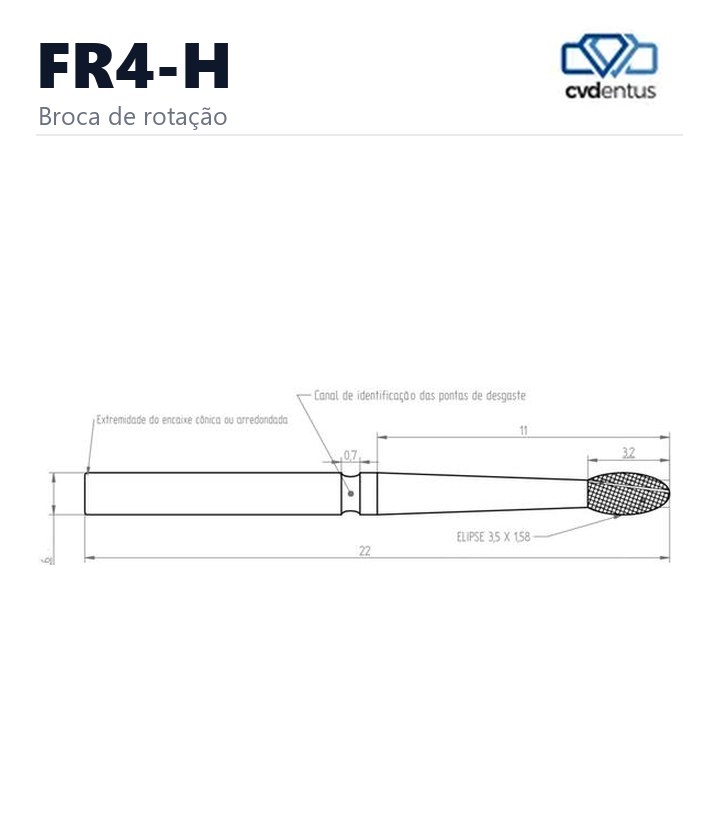 FR4-H
Broca de rotação
cvdentus
Canal de identificação das pontas de desgaste
Extremidade do encaixe cônica ou arredondada
11
0,7
3,2
ELIPSE 3,5 X 1,58
22
6